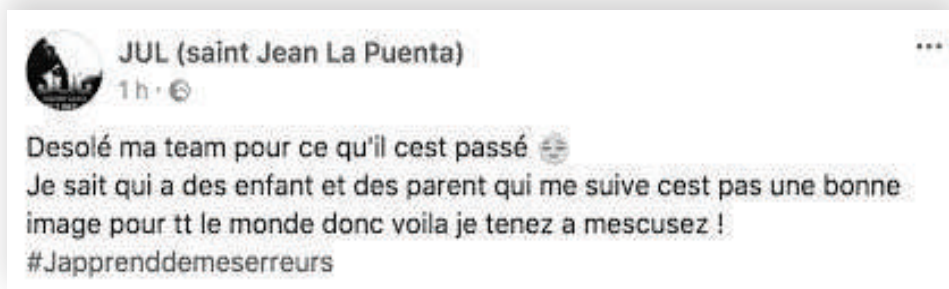 JUL (saint Jean La Puenta)
1 h ·
Desolé ma team pour ce qu'il cest passé 😔
Je sait qui a des enfant et des parent qui me suive cest pas une bonne
image pour tt le monde donc voila je tenez a mescusez !
#Japprenddemeserreurs